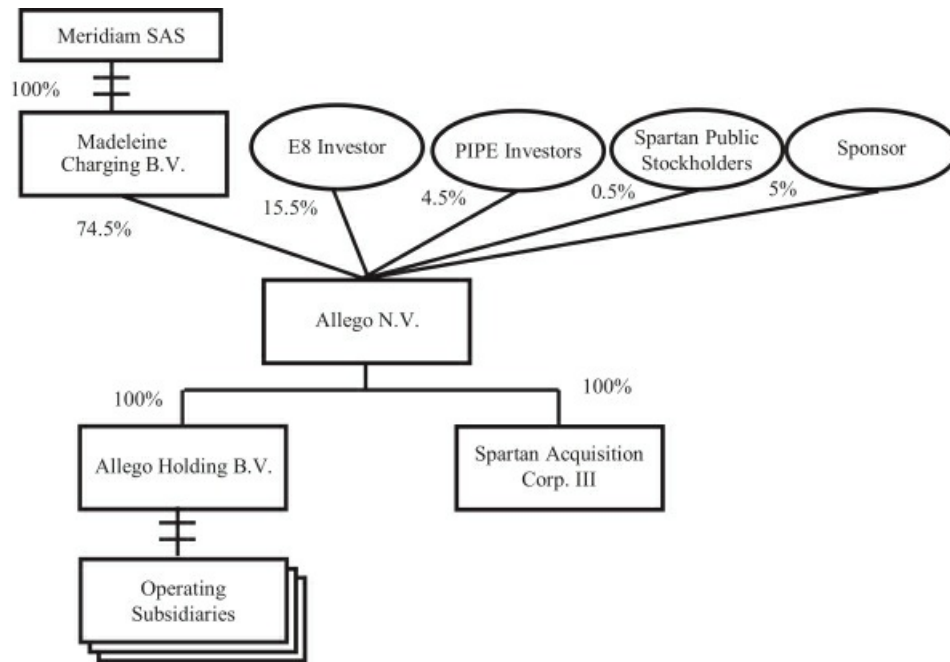 Meridiam SAS
100%
Madeleine
Charging B.V.
E8 Investor
PIPE Investors
Spartan Public
Stockholders
Sponsor
74.5%
15.5%
4.5%
0.5%
5%
Allego N.V.
100%
100%
Allego Holding B.V.
Spartan Acquisition
Corp. III
Operating
Subsidiaries